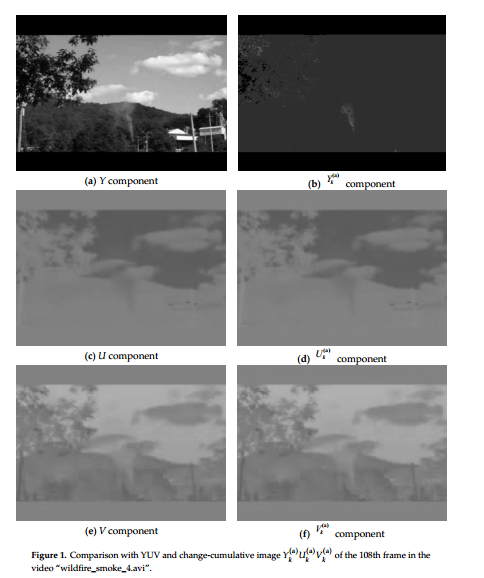 (a) Y component
(b) Y_k^(a) component
(c) U component
(d) U_k^(a) component
(e) V component
(f) V_k^(a) component
Figure 1. Comparison with YUV and change-cumulative image Y_k^(a)U_k^(a)V_k^(a) of the 108th frame in the
video “wildfire_smoke_4.avi”.